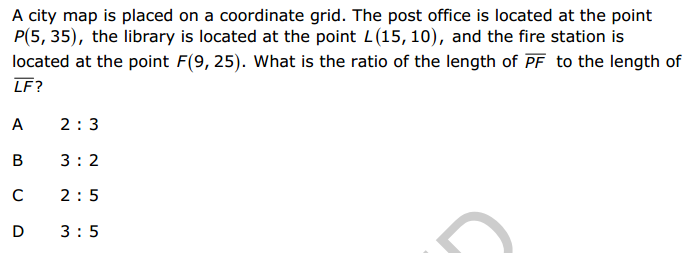 A city map is placed on a coordinate grid. The post office is located at the point
P(5, 35), the library is located at the point L(15, 10), and the fire station is
located at the point F(9, 25). What is the ratio of the length of PF to the length of
LF?
A 2 : 3
B 3 : 2
C 2 : 5
D 3 : 5